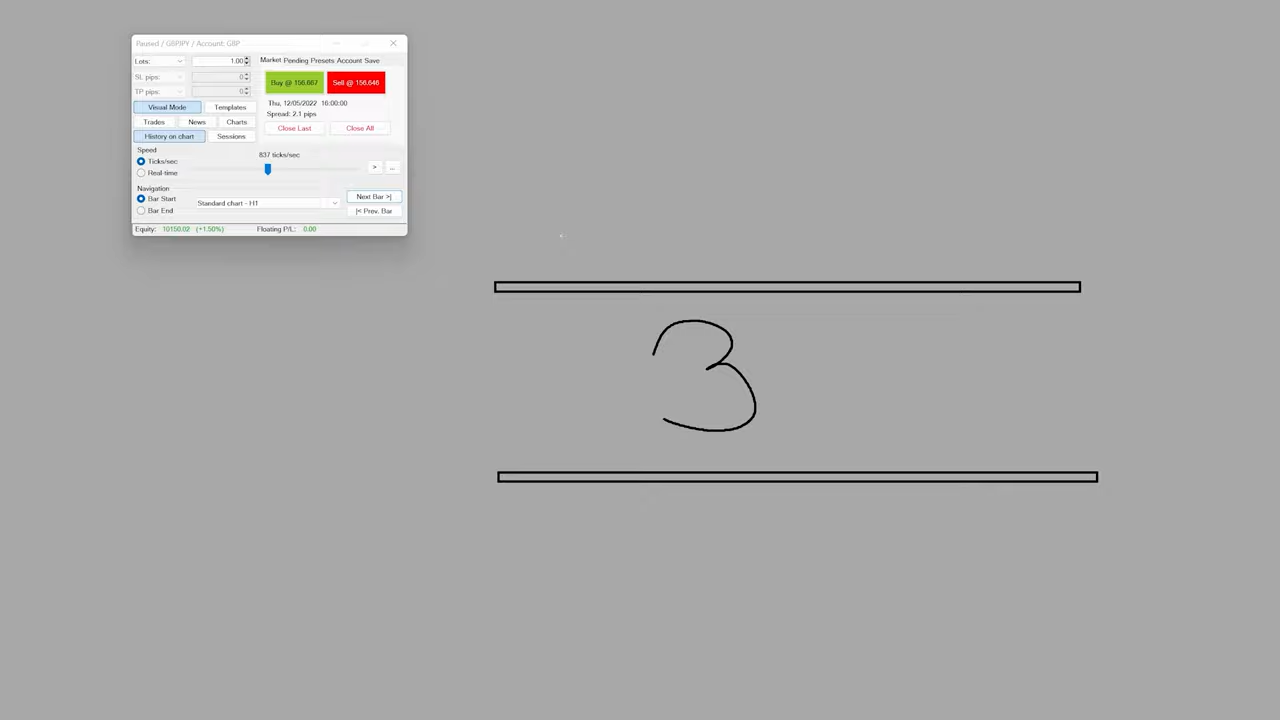 Paused / GBPJPY / Account: GBP
Lots: 1.00 Market Pending Presets Account Save
SL pips: 0 Buy @ 156.667 Sell @ 156.646
TP pips: 0
Visual Mode Templates Thu, 12/05/2022 16:00:00
Spread: 2.1 pips
Trades News Charts Close Last Close All
History on chart Sessions
Speed 837 ticks/sec
Ticks/sec
Real-time > ...
Navigation
Bar Start Standard chart - H1 Next Bar >|
Bar End |< Prev. Bar
Equity: 10150.02 (+1.50%) Floating P/L: 0.00
3